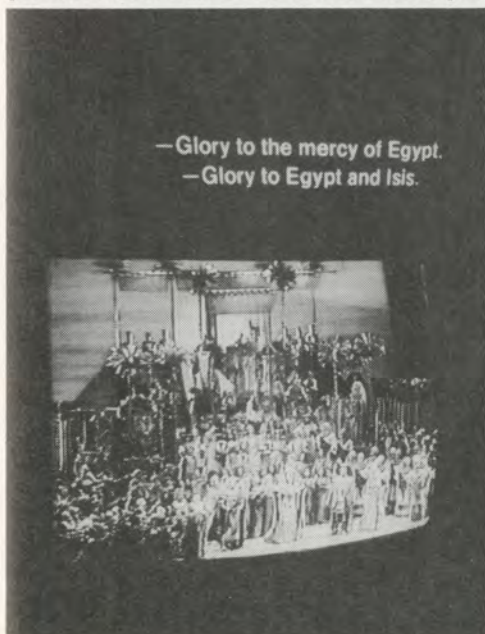 —Glory to the mercy of Egypt.
—Glory to Egypt and Isis.